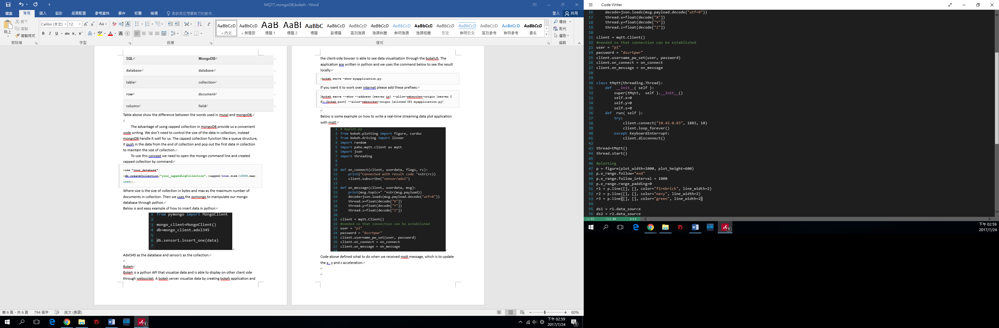 MQTT,mongoDB,bokeh - Word
檔案 常用 插入 設計 版面配置 參考資料 郵件 校閱 檢視 告訴我您想要執行的動作... 登入 共用
貼上 剪下 複製 複製格式 剪貼簿
Calibri (本文) 12 字型
段落
AaBbCcD AaBbCcD AaB AaBl AaBbC AaBbCcD AaBbCcD AaBbCcD AaBbCcD AaBbCcD AaBbCcD AaBbCcD AaBbCcD AaBbCcD AaBbCcD
內文 無間距 標題 1 標題 2 標題 副標題 區別強調 強調斜體 鮮明強調 強調粗體 引文 鮮明引文 區別參考 鮮明參考 書名
樣式
尋找 取代 選取 編輯
SQL MongoDB
database database
table collection
row document
column field
Table above show the difference between the words used in mysql and mongoDB.
The advantage of using capped collection in mongoDB provide us a convenient
vode writing. We don't need to control the size of the data in collection, instead
mongoDB handle it well for us. The capped collection function like a queue structure,
it push in the data from the end of collection and pop out the first data in collection
to maintain the size of collection.
To use this concept we need to open the mongo command line and created
capped collection by command:
>use "your_database"
>db.createCollection("your_cappedLogCollection",{capped:true,size:10000,max:
1000})
Where size is the size of collection in bytes and max as the maximum number of
documents in collection. Then we uses the pymongo to manipulate our mongo
database through python.
Below is and easy example of how to insert data in python:
1 from pymongo import MongoClient
2
3 mongo_client=MongoClient()
4 db=mongo_client.adxl345
5
6 db.sensor1.insert_one(data)
7
Adxl345 as the database and sensor1 as the collection.
Bokeh
Bokeh is a python API that visualize data and is able to display on other client side
through websocket. A bokeh server visualize data by creating bokeh application and
the client-side bowser is able to see data visualization through the bokehJS. The
application are written in python and we uses the command below to see the result
locally:
>bokeh serve –show myapplication.py
If you want it to work over internet please add these prefixes:
>bokeh serve --show --address [server ip] --allow-websocket-origin [server I
P]:[bokeh port] --allow-websocket-origin [allowed IP] myapplication.py
Below is some example on how to write a real-time streaming data plot application
with mqtt:
1 # myplot.py
2 from bokeh.plotting import figure, curdoc
3 from bokeh.driving import linear
4 import random
5 import paho.mqtt.client as mqtt
6 import json
7 import threading
8
9
10 def on_connect(client, userdata, flags, rc):
11 print("Connected with result code "+str(rc))
12 client.subscribe("sensor/adxl")
13
14 def on_message(client, userdata, msg):
15 print(msg.topic+" "+str(msg.payload))
16 decode=json.loads(msg.payload.decode("utf=8"))
17 thread.x=float(decode["X"])
18 thread.y=float(decode["Y"])
19 thread.z=float(decode["Z"])
20
21 client = mqtt.Client()
22 #needed so that connection can be established
23 user = "pi"
24 password = "dscrtpwr"
25 client.username_pw_set(user, password)
26 client.on_connect = on_connect
27 client.on_message = on_message
28
Code above defined what to do when we received mqtt message, which is to update
the x , y and z acceleration.
第 6 頁，共 6 頁 794 個字 英文 (美國) 80%
下午 02:59
2017/7/24
Code Writer
16 decode=json.loads(msg.payload.decode("utf=8"))
17 thread.x=float(decode["X"])
18 thread.y=float(decode["Y"])
19 thread.z=float(decode["Z"])
20
21 client = mqtt.Client()
22 #needed so that connection can be established
23 user = "pi"
24 password = "dscrtpwr"
25 client.username_pw_set(user, password)
26 client.on_connect = on_connect
27 client.on_message = on_message
28
29
30 class tMqtt(threading.Thread):
31 def __init__( self ):
32 super(tMqtt, self ).__init__()
33 self.x=0
34 self.y=0
35 self.z=0
36 def run( self ):
37 try:
38 client.connect("10.42.0.83", 1883, 10)
39 client.loop_forever()
40 except KeyboardInterrupt:
41 client.disconnect()
42
43 thread=tMqtt()
44 thread.start()
45
46 #plotting
47 p = figure(plot_width=1000, plot_height=600)
48 p.x_range.follow="end"
49 p.x_range.follow_interval = 1000
50 p.x_range.range_padding=0
51 r1 = p.line([], [], color="firebrick", line_width=2)
52 r2 = p.line([], [], color="navy", line_width=2)
53 r3 = p.line([], [], color="green", line_width=2)
54
55 ds1 = r1.data_source
56 ds2 = r2.data_source
Ln 53 Col 49
下午 02:59
2017/7/24